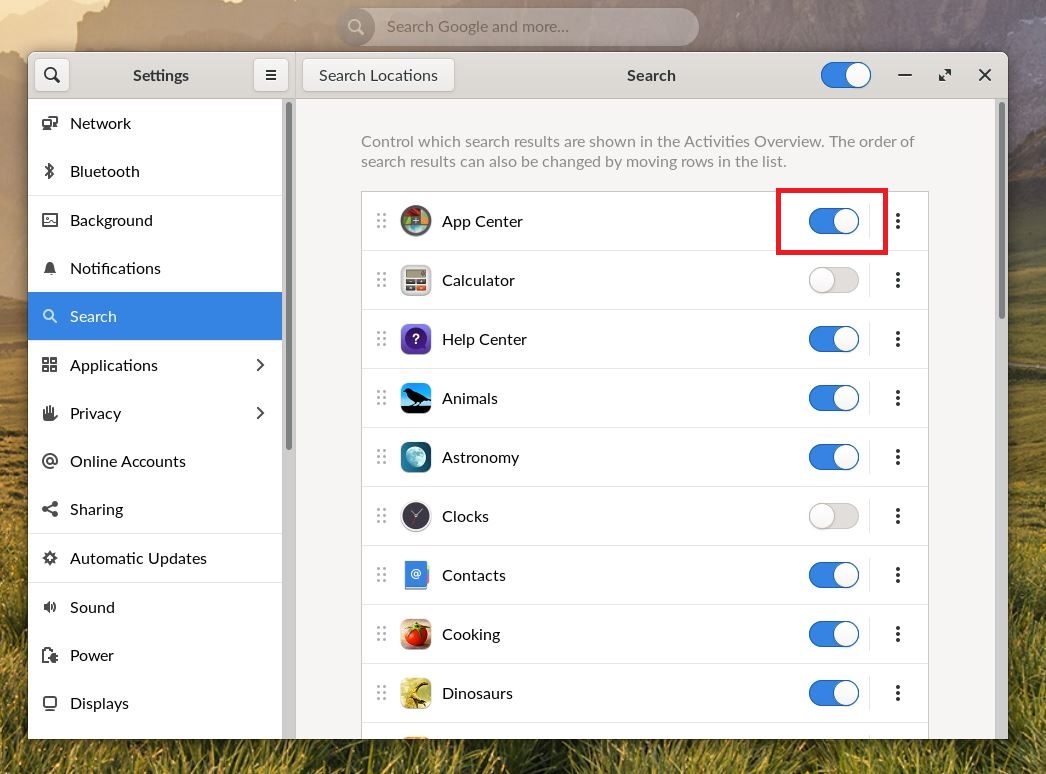 Search Google and more...
Settings
Search Locations
Search
Network
Bluetooth
Background
Notifications
Search
Applications
Privacy
Online Accounts
Sharing
Automatic Updates
Sound
Power
Displays
Control which search results are shown in the Activities Overview. The order of
search results can also be changed by moving rows in the list.
App Center
Calculator
Help Center
Animals
Astronomy
Clocks
Contacts
Cooking
Dinosaurs